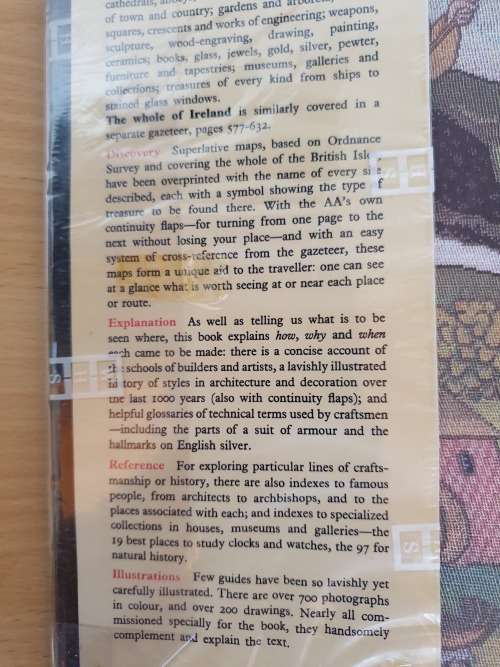 cathedrals,
of town and country; gardens and
squares, crescents and works of engineering; weapons,
sculpture, wood-engraving, drawing, painting,
ceramics; books, glass, jewels, gold, silver, pewter,
furniture and tapestries; museums, galleries and
collections; treasures of every kind from ships to
stained glass windows.
The whole of Ireland is similarly covered in a
separate gazeteer, pages 577-632.
Discovery Superlative maps, based on Ordnance
Survey and covering the whole of the British Isles,
have been overprinted with the name of every site
described, each with a symbol showing the type of
treasure to be found there. With the AA's own
continuity flaps—for turning from one page to the
next without losing your place—and with an easy
system of cross-reference from the gazeteer, these
maps form a unique aid to the traveller: one can see
at a glance what is worth seeing at or near each place
or route.
Explanation As well as telling us what is to be
seen where, this book explains how, why and when
each came to be made: there is a concise account of
the schools of builders and artists, a lavishly illustrated
history of styles in architecture and decoration over
the last 1000 years (also with continuity flaps); and
helpful glossaries of technical terms used by craftsmen
—including the parts of a suit of armour and the
hallmarks on English silver.
Reference For exploring particular lines of crafts-
manship or history, there are also indexes to famous
people, from architects to archbishops, and to the
places associated with each; and indexes to specialized
collections in houses, museums and galleries—the
19 best places to study clocks and watches, the 97 for
natural history.
Illustrations Few guides have been so lavishly yet
carefully illustrated. There are over 700 photographs
in colour, and over 200 drawings. Nearly all com-
missioned specially for the book, they handsomely
complement and explain the text.